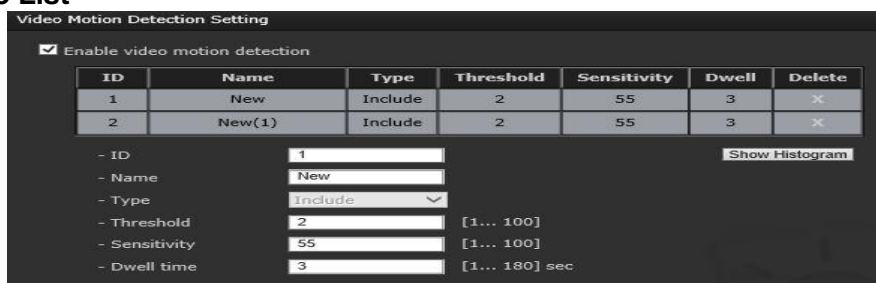 List
Video Motion Detection Setting
Enable video motion detection
ID Name Type Threshold Sensitivity Dwell Delete
1 New Include 2 55 3 X
2 New(1) Include 2 55 3 X
- ID 1 Show Histogram
- Name New
- Type Include
- Threshold 2 [1... 100]
- Sensitivity 55 [1... 100]
- Dwell time 3 [1... 180] sec